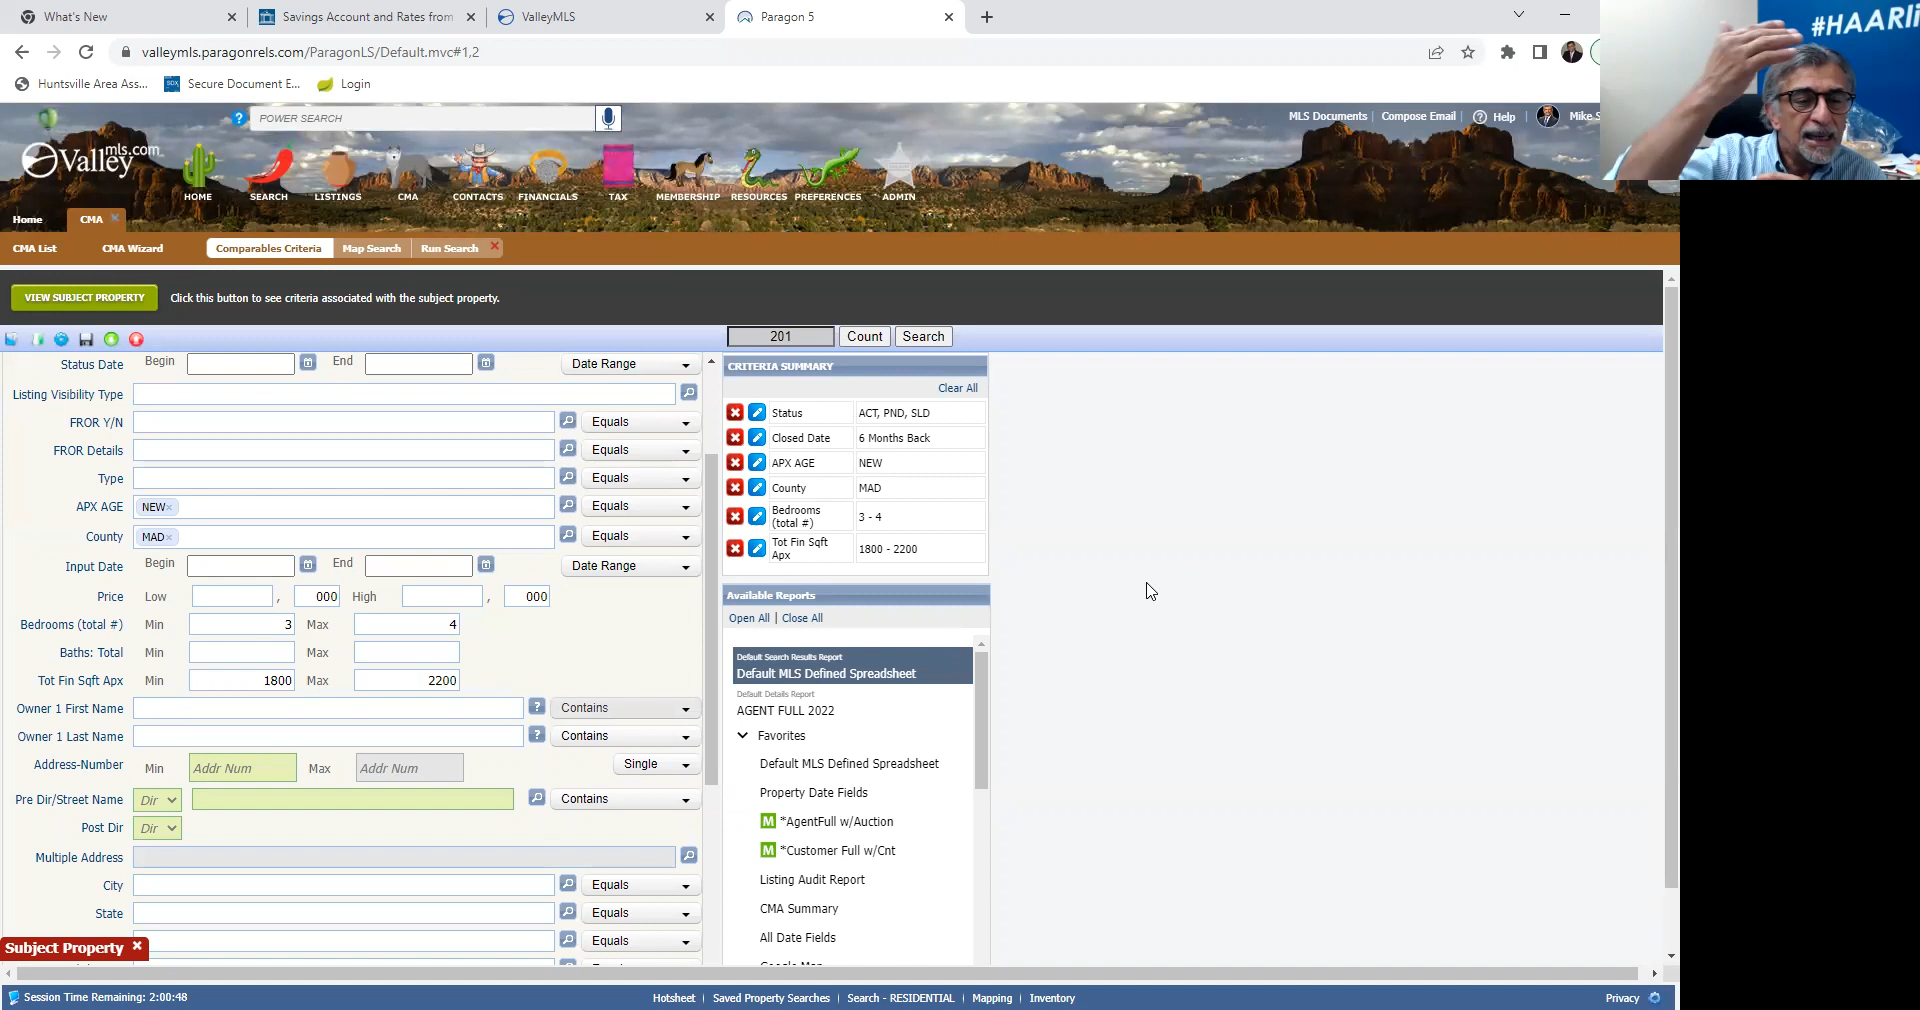 What's New
Savings Account and Rates from
ValleyMLS
Paragon 5
valleymls.paragonrels.com/ParagonLS/Default.mvc#1,2
Huntsville Area Ass...
Secure Document E...
Login
#HAARli
? POWER SEARCH
MLS Documents | Compose Email | ? Help | Mike S
Valleymls.com
HOME SEARCH LISTINGS CMA CONTACTS FINANCIALS TAX MEMBERSHIP RESOURCES PREFERENCES ADMIN
Home CMA
CMA List CMA Wizard Comparables Criteria Map Search Run Search
VIEW SUBJECT PROPERTY Click this button to see criteria associated with the subject property.
201 Count Search
Status Date Begin End Date Range
Listing Visibility Type
FROR Y/N Equals
FROR Details Equals
Type Equals
APX AGE NEW× Equals
County MAD× Equals
Input Date Begin End Date Range
Price Low , 000 High , 000
Bedrooms (total #) Min 3 Max 4
Baths: Total Min Max
Tot Fin Sqft Apx Min 1800 Max 2200
Owner 1 First Name ? Contains
Owner 1 Last Name ? Contains
Address-Number Min Addr Num Max Addr Num Single
Pre Dir/Street Name Dir Contains
Post Dir Dir
Multiple Address
City Equals
State Equals
Equals
Subject Property
CRITERIA SUMMARY
Clear All
Status ACT, PND, SLD
Closed Date 6 Months Back
APX AGE NEW
County MAD
Bedrooms
(total #) 3 - 4
Tot Fin Sqft
Apx 1800 - 2200
Available Reports
Open All | Close All
Default Search Results Report
Default MLS Defined Spreadsheet
Default Details Report
AGENT FULL 2022
Favorites
Default MLS Defined Spreadsheet
Property Date Fields
M *AgentFull w/Auction
M *Customer Full w/Cnt
Listing Audit Report
CMA Summary
All Date Fields
Session Time Remaining: 2:00:48
Hotsheet | Saved Property Searches | Search - RESIDENTIAL | Mapping | Inventory
Privacy